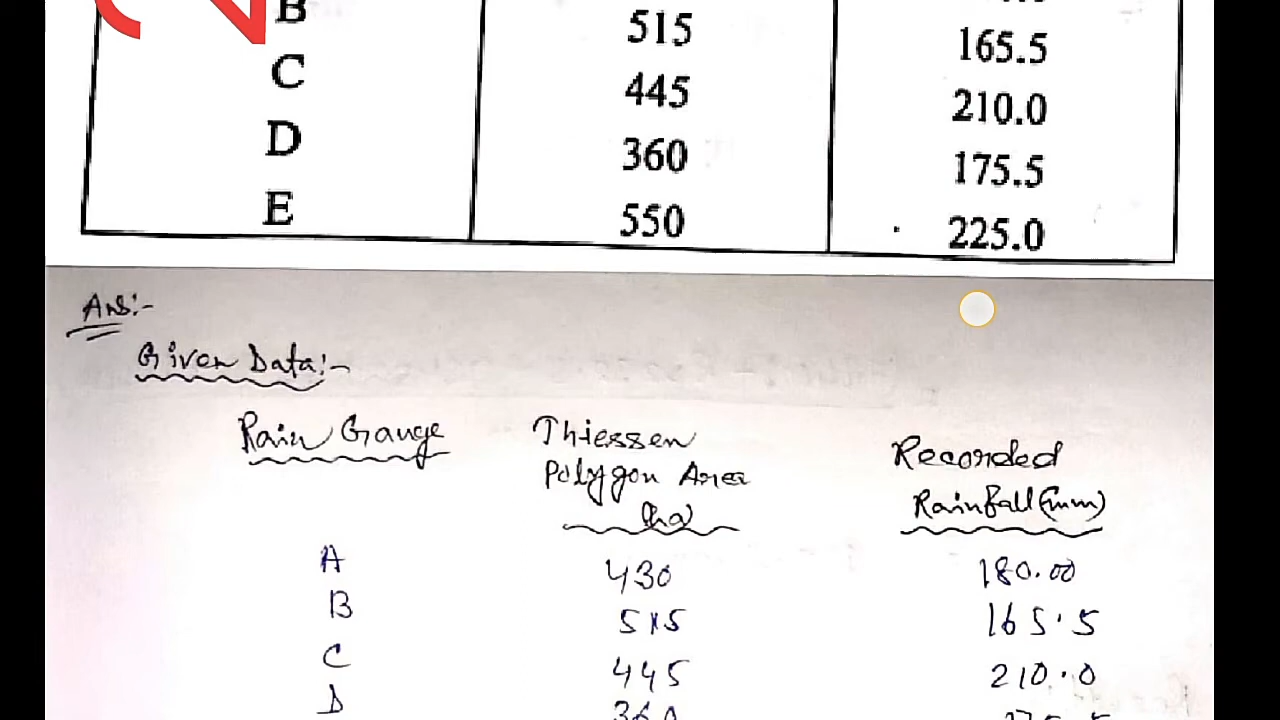 B 515 165.5
C 445 210.0
D 360 175.5
E 550 225.0
Ans:-
Given Data:-
Rain Gauge Thiessen Polygon Area (ha) Recorded Rainfall (mm)
A 430 180.00
B 515 165.5
C 445 210.0
D 360